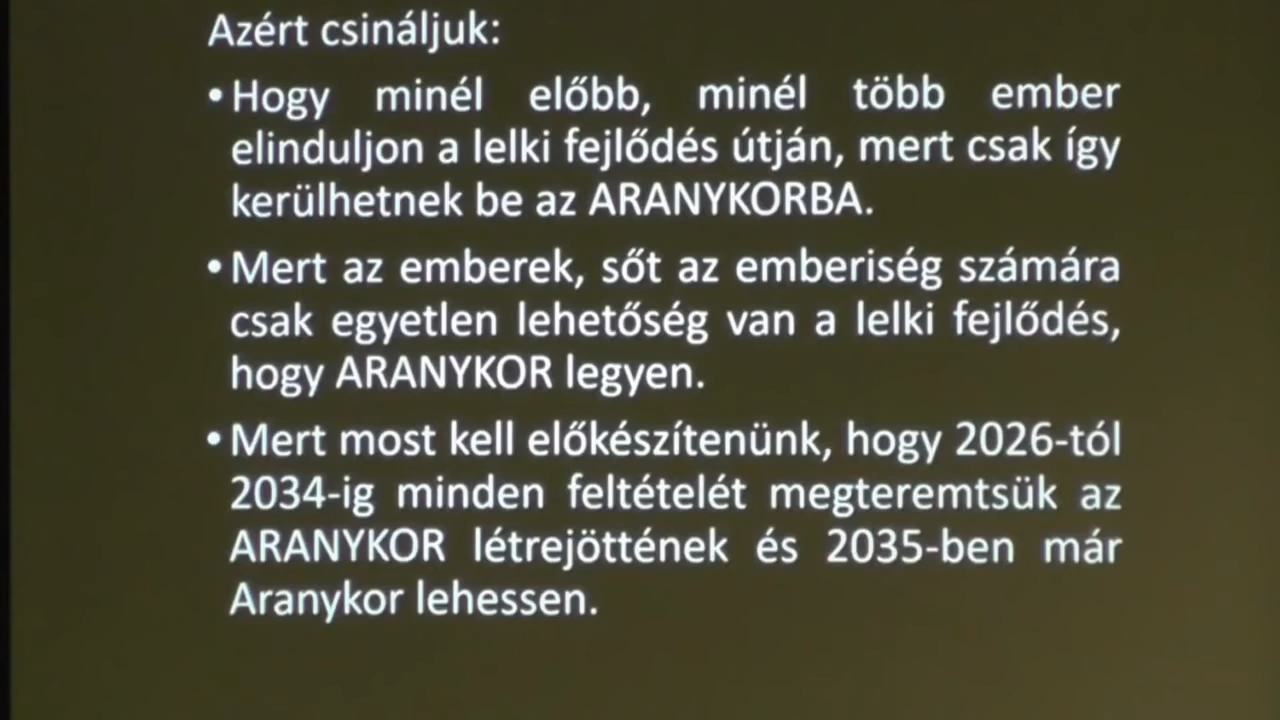 Azért csináljuk:
•Hogy minél előbb, minél több ember
elinduljon a lelki fejlődés útján, mert csak így
kerülhetnek be az ARANYKORBA.
•Mert az emberek, sőt az emberiség számára
csak egyetlen lehetőség van a lelki fejlődés,
hogy ARANYKOR legyen.
•Mert most kell előkészítenünk, hogy 2026-tól
2034-ig minden feltételét megteremtsük az
ARANYKOR létrejöttének és 2035-ben már
Aranykor lehessen.